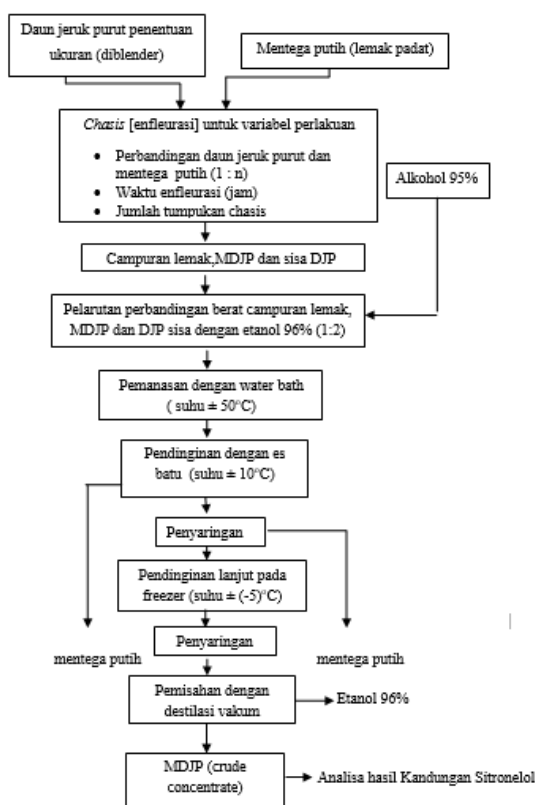 Daun jeruk purut penentuan
ukuran (diblender)
Mentega putih (lemak padat)
Chasis [enfleurasi] untuk variabel perlakuan
• Perbandingan daun jeruk purut dan
mentega putih (1 : n)
• Waktu enfleurasi (jam)
• Jumlah tumpukan chasis
Alkohol 95%
Campuran lemak,MDJP dan sisa DJP
Pelarutan perbandingan berat campuran lemak,
MDJP dan DJP sisa dengan etanol 96% (1:2)
Pemanasan dengan water bath
( suhu ± 50°C)
Pendinginan dengan es
batu (suhu ± 10°C)
Penyaringan
Pendinginan lanjut pada
freezer (suhu ± (-5)°C)
Penyaringan
mentega putih
mentega putih
Pemisahan dengan
destilasi vakum
Etanol 96%
MDJP (crude
concentrate)
Analisa hasil Kandungan Sitronelol